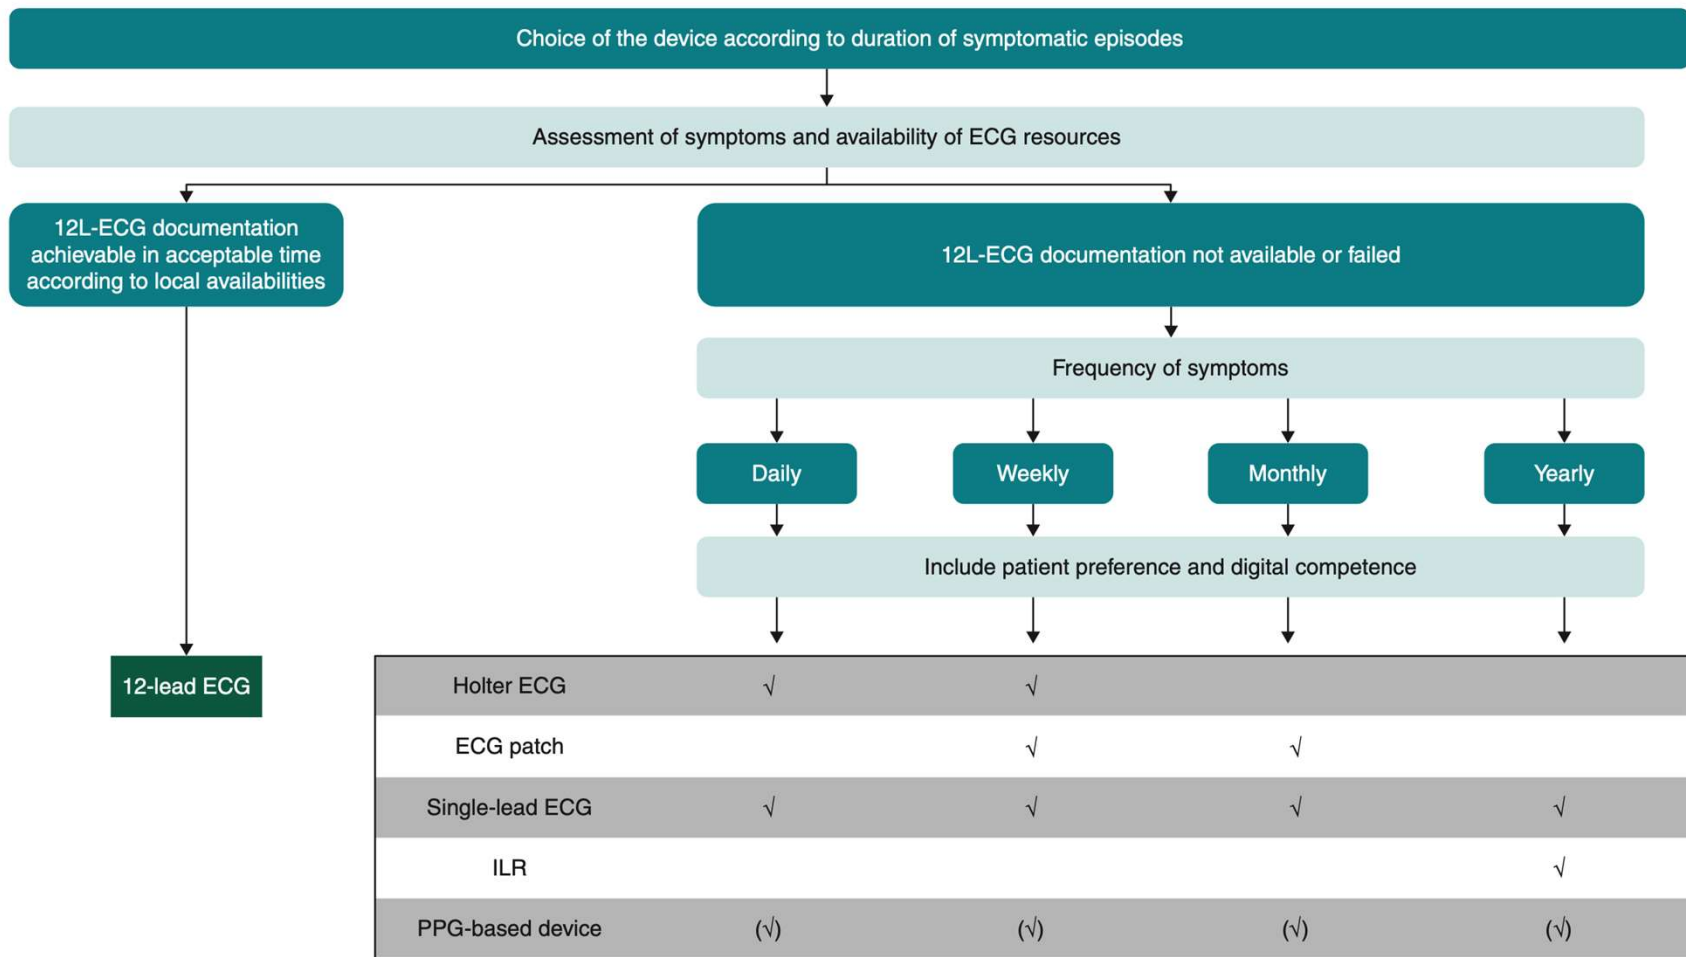 Choice of the device according to duration of symptomatic episodes
Assessment of symptoms and availability of ECG resources
12L-ECG documentation
achievable in acceptable time
according to local availabilities
12L-ECG documentation not available or failed
Frequency of symptoms
Daily Weekly Monthly Yearly
Include patient preference and digital competence
12-lead ECG
Holter ECG √ √
ECG patch √ √
Single-lead ECG √ √ √ √
ILR √
PPG-based device (√) (√) (√) (√)